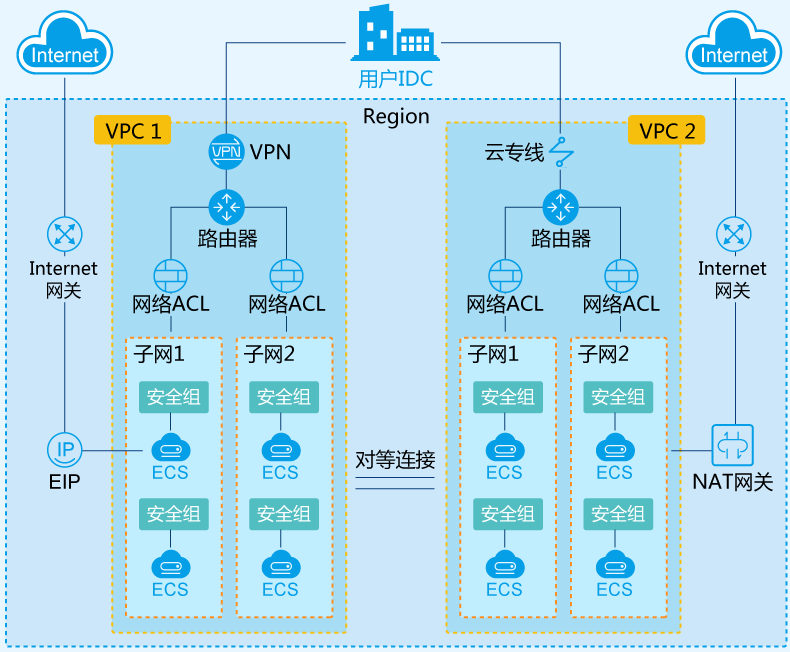 Internet
用户IDC
Internet
Region
VPC 1
VPC 2
VPN
VPN
云专线
路由器
路由器
Internet
网关
Internet
网关
网络ACL
网络ACL
网络ACL
网络ACL
子网1
子网2
子网1
子网2
安全组
安全组
安全组
安全组
IP
EIP
ECS
ECS
对等连接
ECS
ECS
NAT网关
安全组
安全组
安全组
安全组
ECS
ECS
ECS
ECS